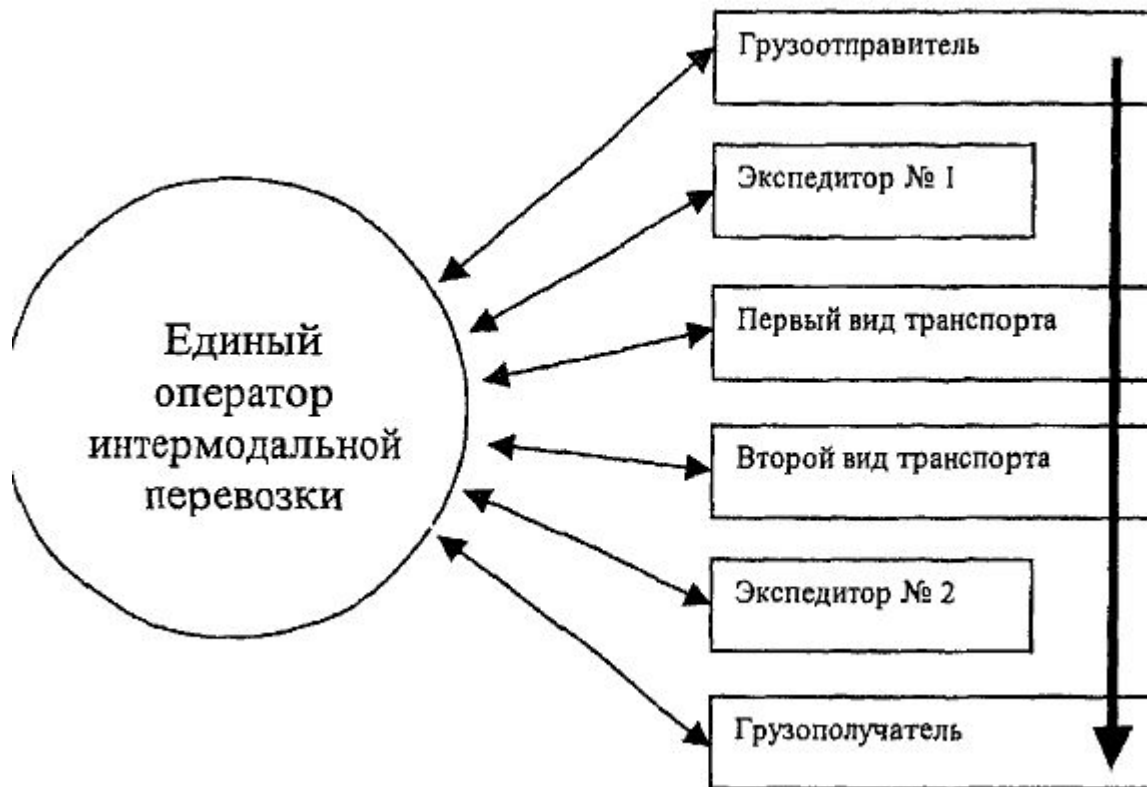 Грузоотправитель
Экспедитор № 1
Первый вид транспорта
Единый
оператор
интермодальной
перевозки
Второй вид транспорта
Экспедитор № 2
Грузополучатель